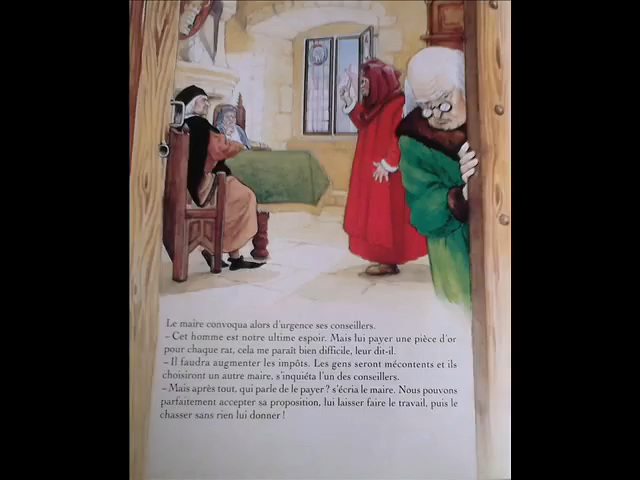 Le maire convoqua alors d'urgence ses conseillers.
– Cet homme est notre ultime espoir. Mais lui payer une pièce d'or
pour chaque rat, cela me paraît bien difficile, leur dit-il.
– Il faudra augmenter les impôts. Les gens seront mécontents et ils
choisiront un autre maire, s'inquiéta l'un des conseillers.
– Mais après tout, qui parle de le payer ? s'écria le maire. Nous pouvons
parfaitement accepter sa proposition, lui laisser faire le travail, puis le
chasser sans rien lui donner !